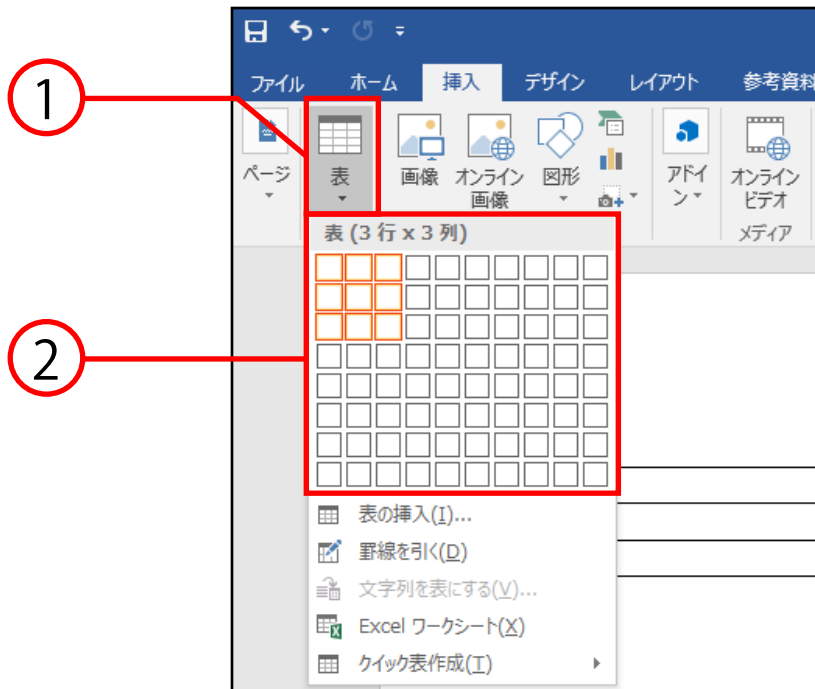 ファイル ホーム 挿入 デザイン レイアウト 参考資料
1
ページ 表 画像 オンライン 図形 アドイ オンライン
画像 ン ビデオ
メディア
表 (3 行 x 3 列)
2
表の挿入(I)...
罫線を引く(D)
文字列を表にする(V)...
Excel ワークシート(X)
クイック表作成(T)